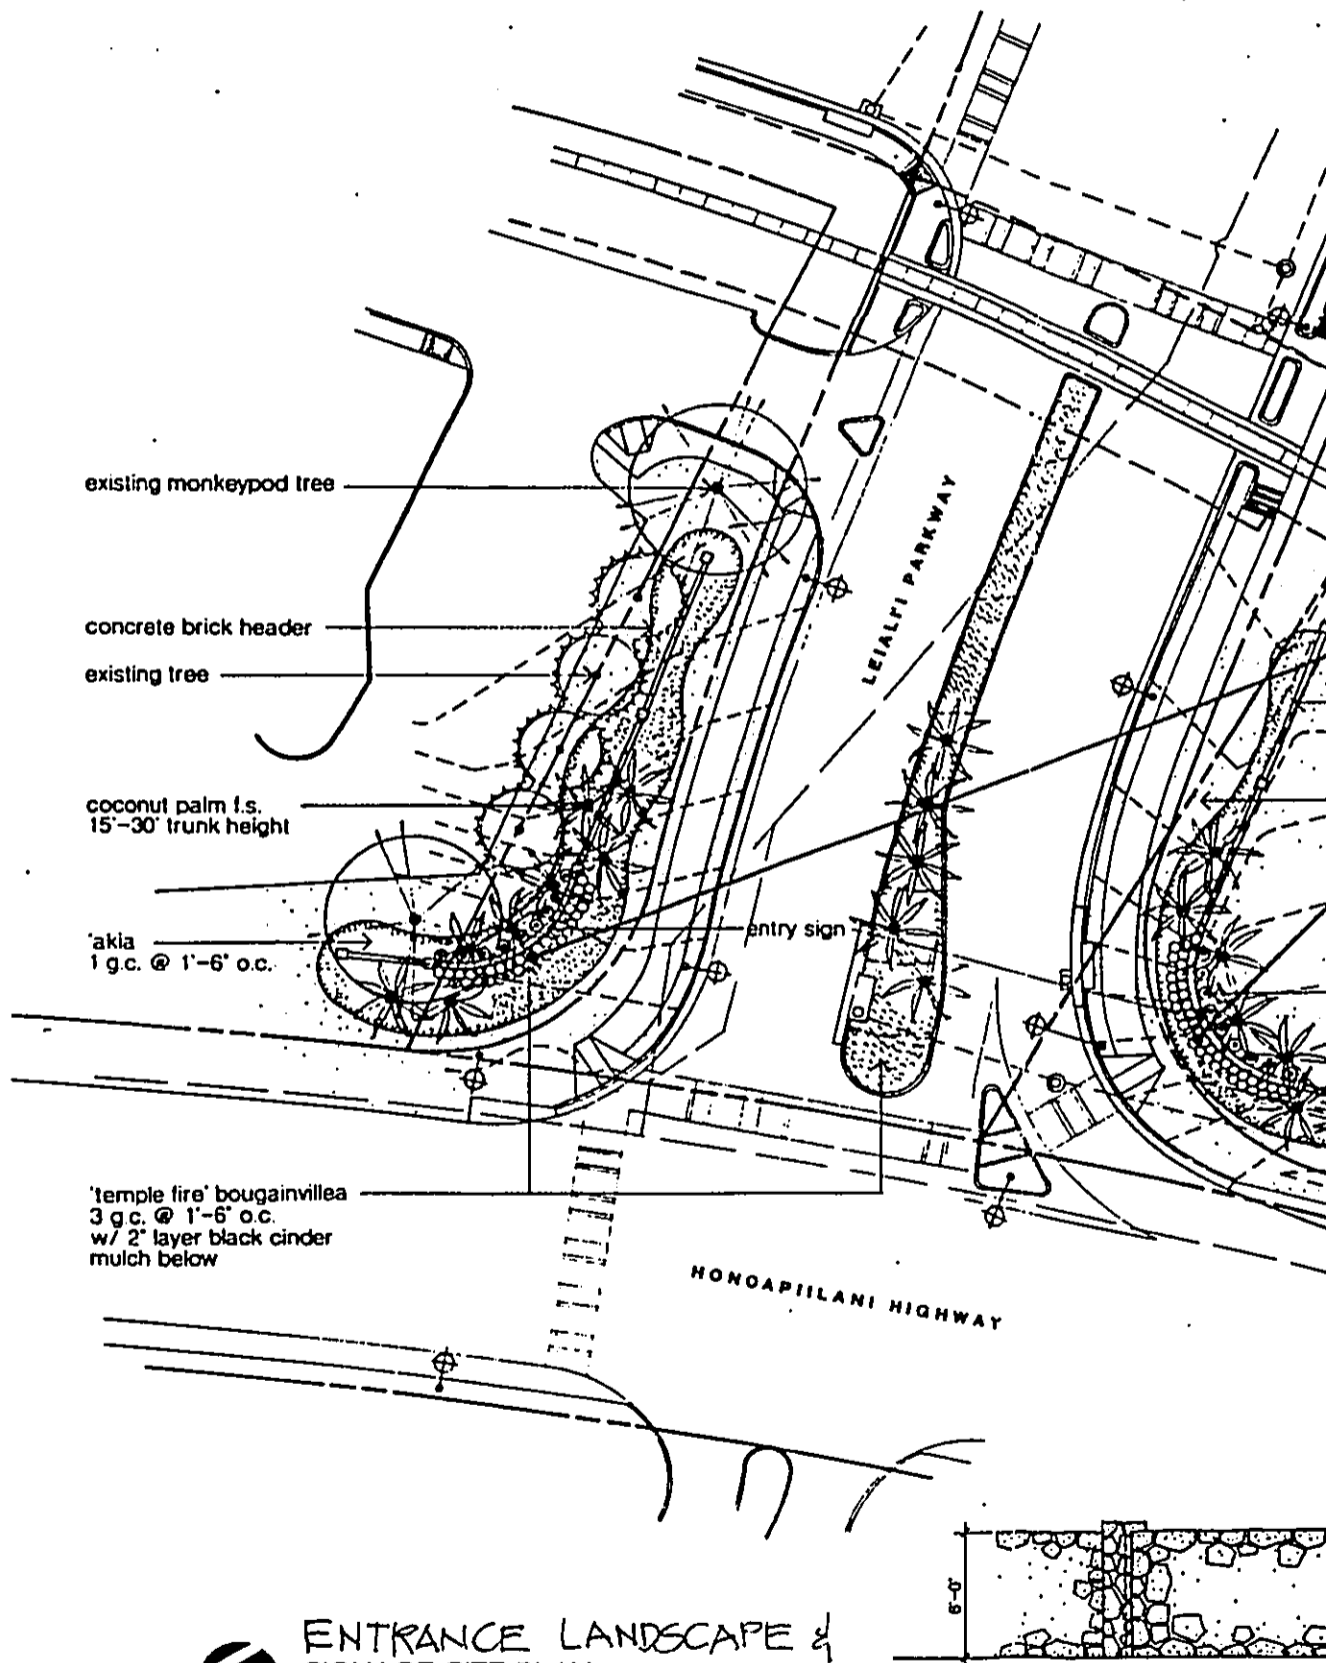 existing monkeypod tree
concrete brick header
existing tree
coconut palm f.s.
15'-30' trunk height
'akia
1 g.c. @ 1'-6" o.c.
entry sign
LEIALI'I PARKWAY
'temple fire' bougainvillea
3 g.c. @ 1'-6" o.c.
w/ 2" layer black cinder
mulch below
HONOAPIILANI HIGHWAY
6'-0"
ENTRANCE LANDSCAPE &